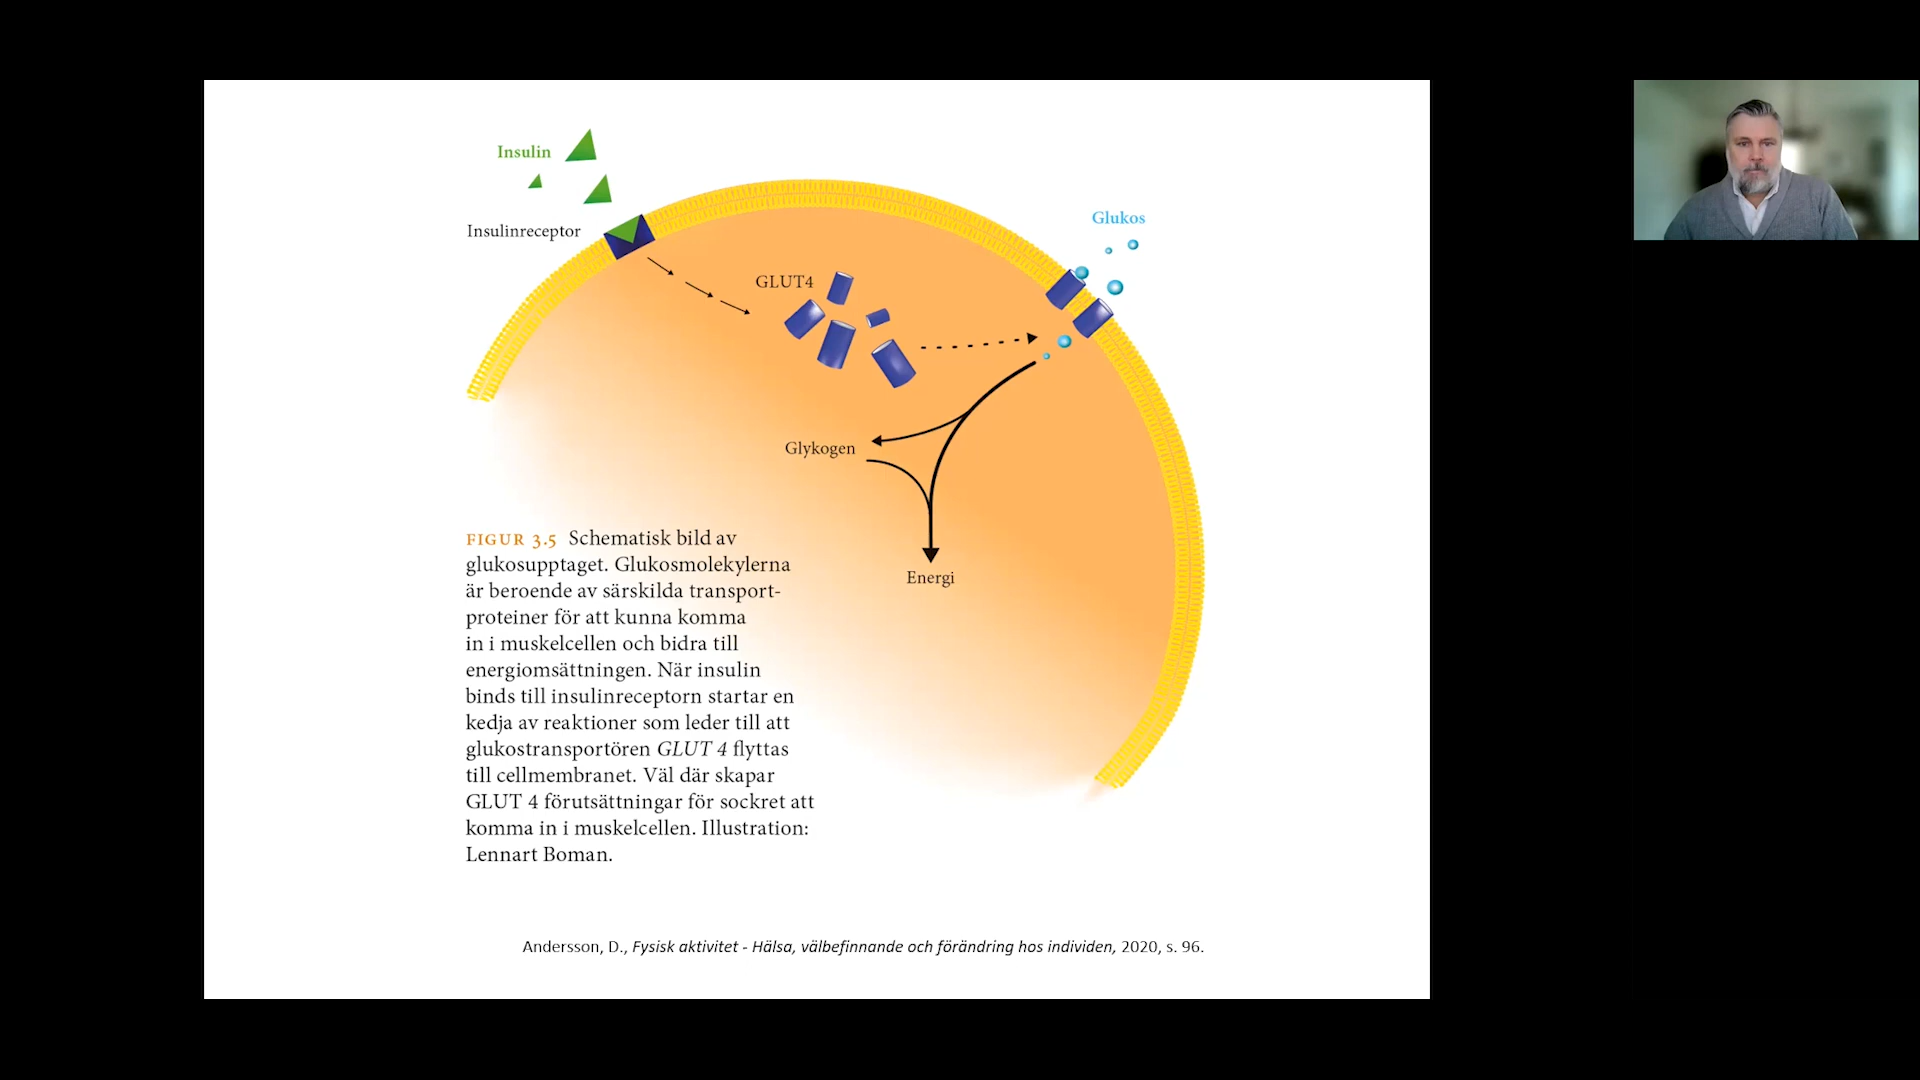 Insulin
Insulinreceptor
Glukos
GLUT4
Glykogen
Energi
FIGUR 3.5 Schematisk bild av
glukosupptaget. Glukosmolekylerna
är beroende av särskilda transport-
proteiner för att kunna komma
in i muskelcellen och bidra till
energiomsättningen. När insulin
binds till insulinreceptorn startar en
kedja av reaktioner som leder till att
glukostransportören GLUT 4 flyttas
till cellmembranet. Väl där skapar
GLUT 4 förutsättningar för sockret att
komma in i muskelcellen. Illustration:
Lennart Boman.
Andersson, D., Fysisk aktivitet - Hälsa, välbefinnande och förändring hos individen, 2020, s. 96.